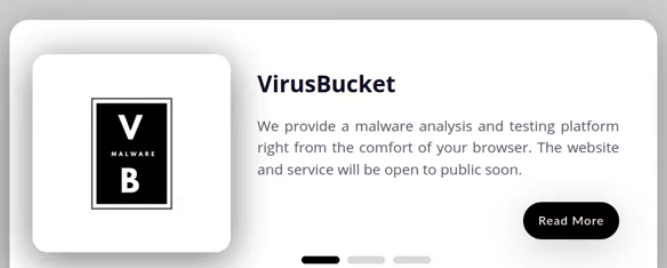 VirusBucket
V
MALWARE
B
We provide a malware analysis and testing platform
right from the comfort of your browser. The website
and service will be open to public soon.
Read More